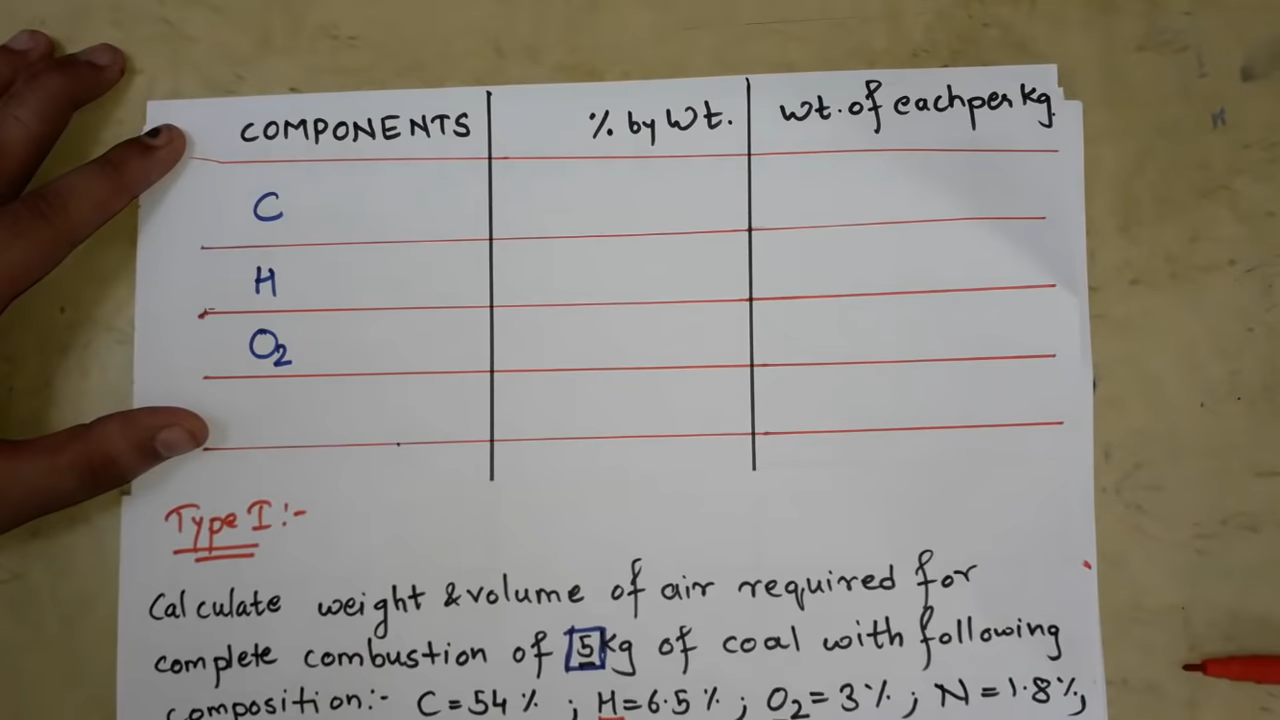 COMPONENTS % by Wt. Wt. of each per Kg.
C
H
O2
Type I :-
Calculate weight & volume of air required for
complete combustion of 5 Kg of coal with following
composition:- C = 54 % ; H = 6.5 % ; O2 = 3 % ; N = 1.8 %,